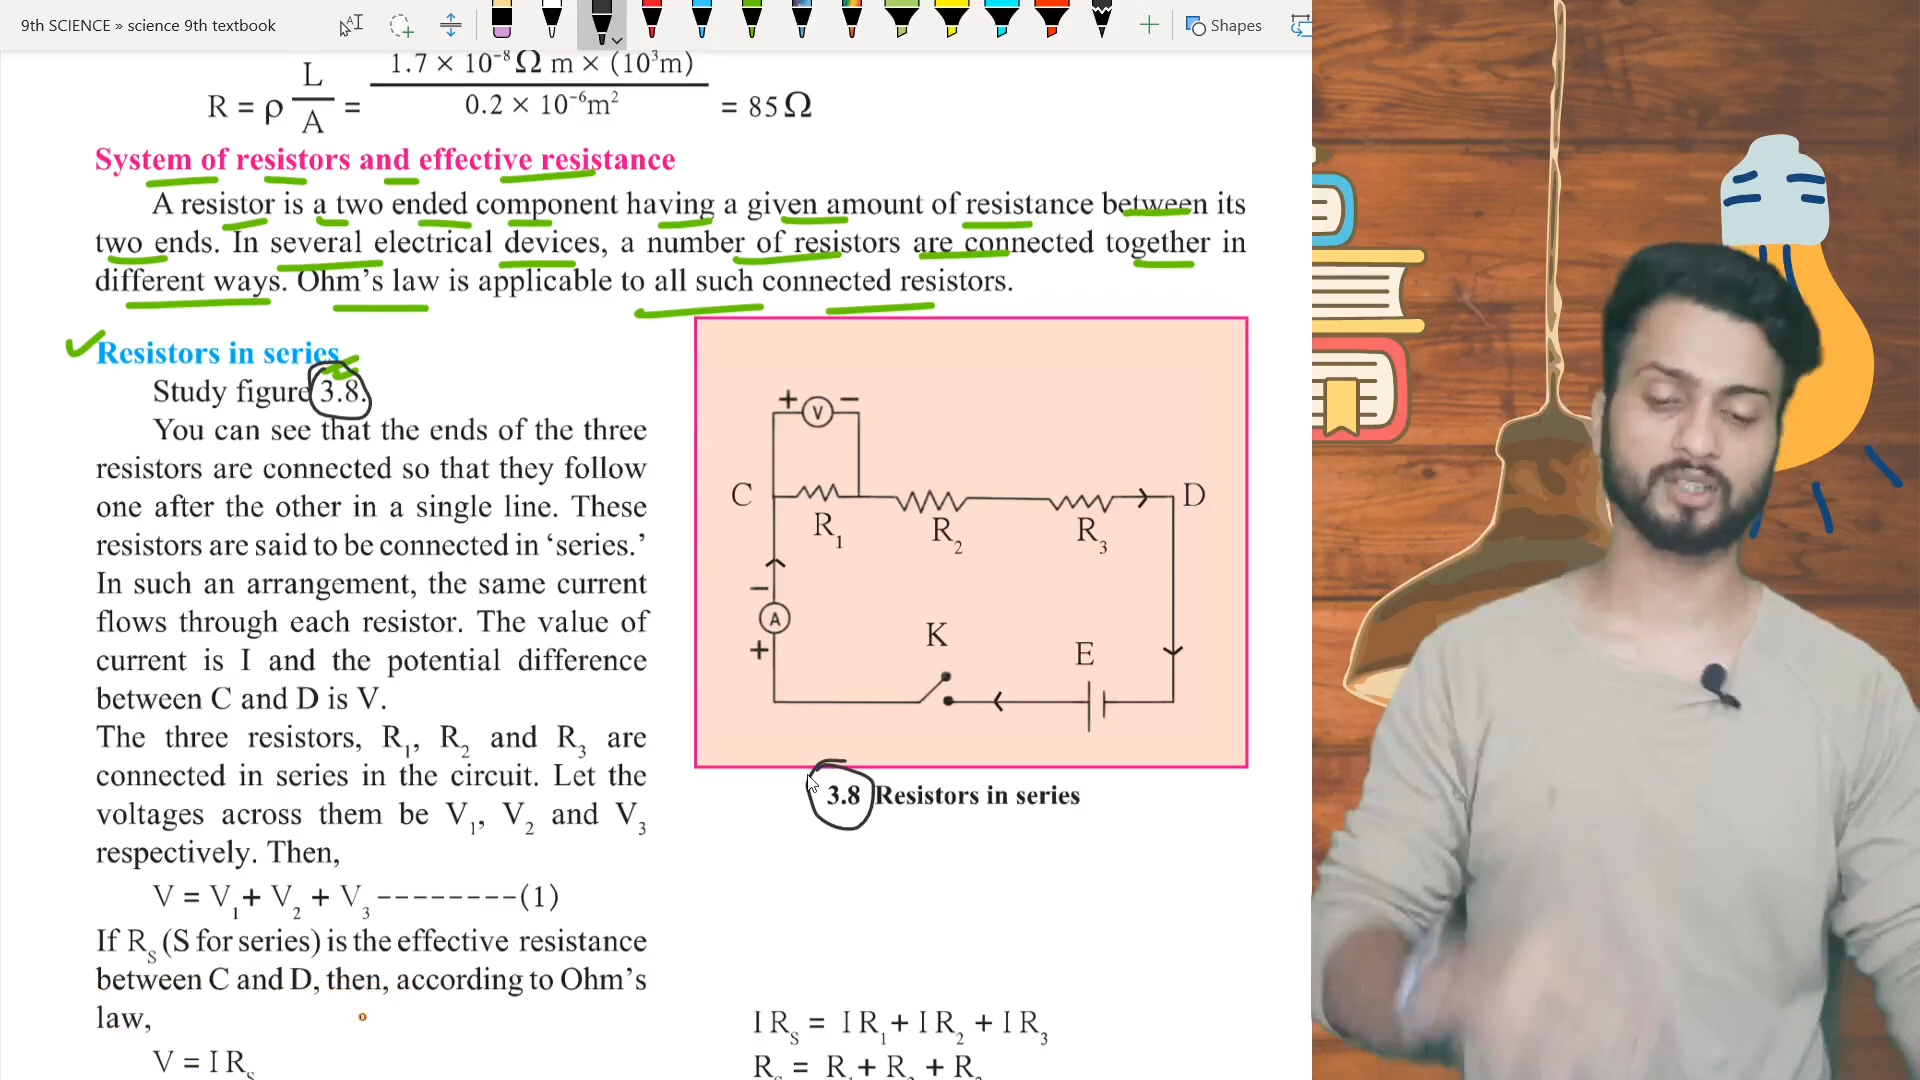 9th SCIENCE » science 9th textbook
Shapes
R = ρ L/A = 1.7 × 10⁻⁸ Ω m × (10³m) / 0.2 × 10⁻⁶m² = 85 Ω
System of resistors and effective resistance
A resistor is a two ended component having a given amount of resistance between its
two ends. In several electrical devices, a number of resistors are connected together in
different ways. Ohm’s law is applicable to all such connected resistors.
Resistors in series
Study figure 3.8.
You can see that the ends of the three
resistors are connected so that they follow
one after the other in a single line. These
resistors are said to be connected in ‘series.’
In such an arrangement, the same current
flows through each resistor. The value of
current is I and the potential difference
between C and D is V.
The three resistors, R₁, R₂ and R₃ are
connected in series in the circuit. Let the
voltages across them be V₁, V₂ and V₃
respectively. Then,
V = V₁ + V₂ + V₃ --------(1)
If Rₛ (S for series) is the effective resistance
between C and D, then, according to Ohm’s
law,
V = I Rₛ
+ V −
C
D
R₁
R₂
R₃
−
A
+
K
E
3.8 Resistors in series
I Rₛ = I R₁ + I R₂ + I R₃
Rₛ = R₁ + R₂ + R₃